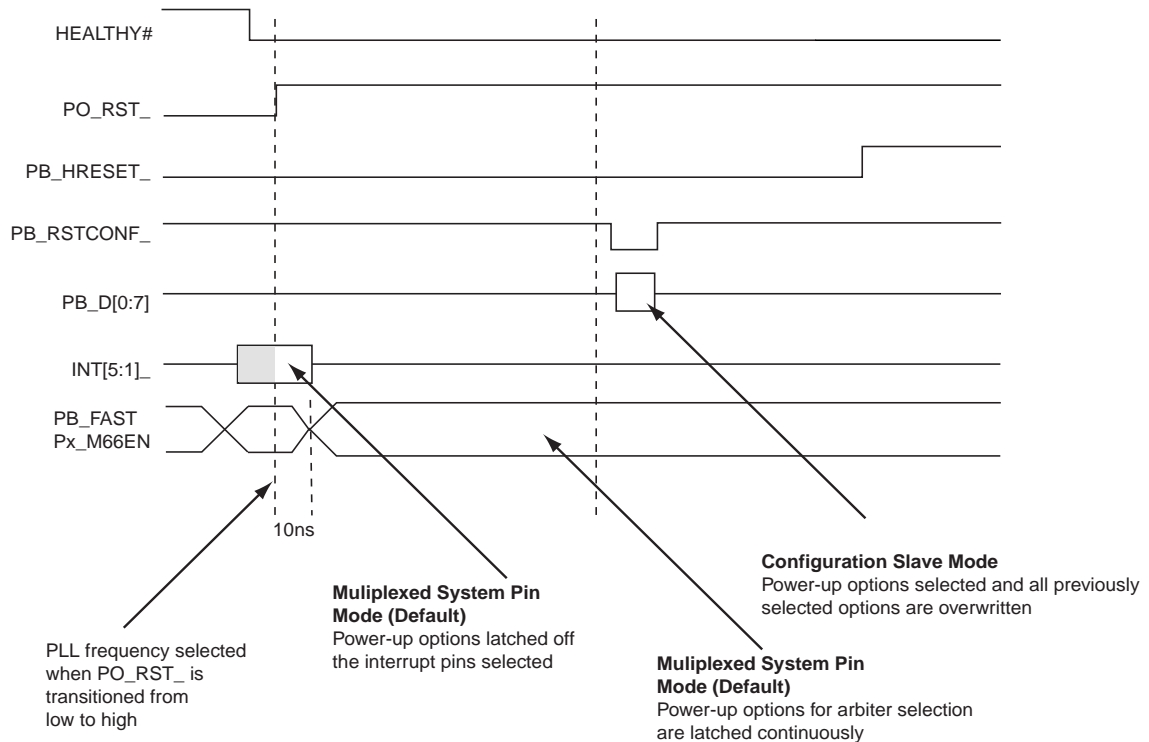 HEALTHY#
PO_RST_
PB_HRESET_
PB_RSTCONF_
PB_D[0:7]
INT[5:1]_
PB_FAST
Px_M66EN
10ns
PLL frequency selected
when PO_RST_ is
transitioned from
low to high
Muliplexed System Pin
Mode (Default)
Power-up options latched off
the interrupt pins selected
Muliplexed System Pin
Mode (Default)
Power-up options for arbiter selection
are latched continuously
Configuration Slave Mode
Power-up options selected and all previously
selected options are overwritten